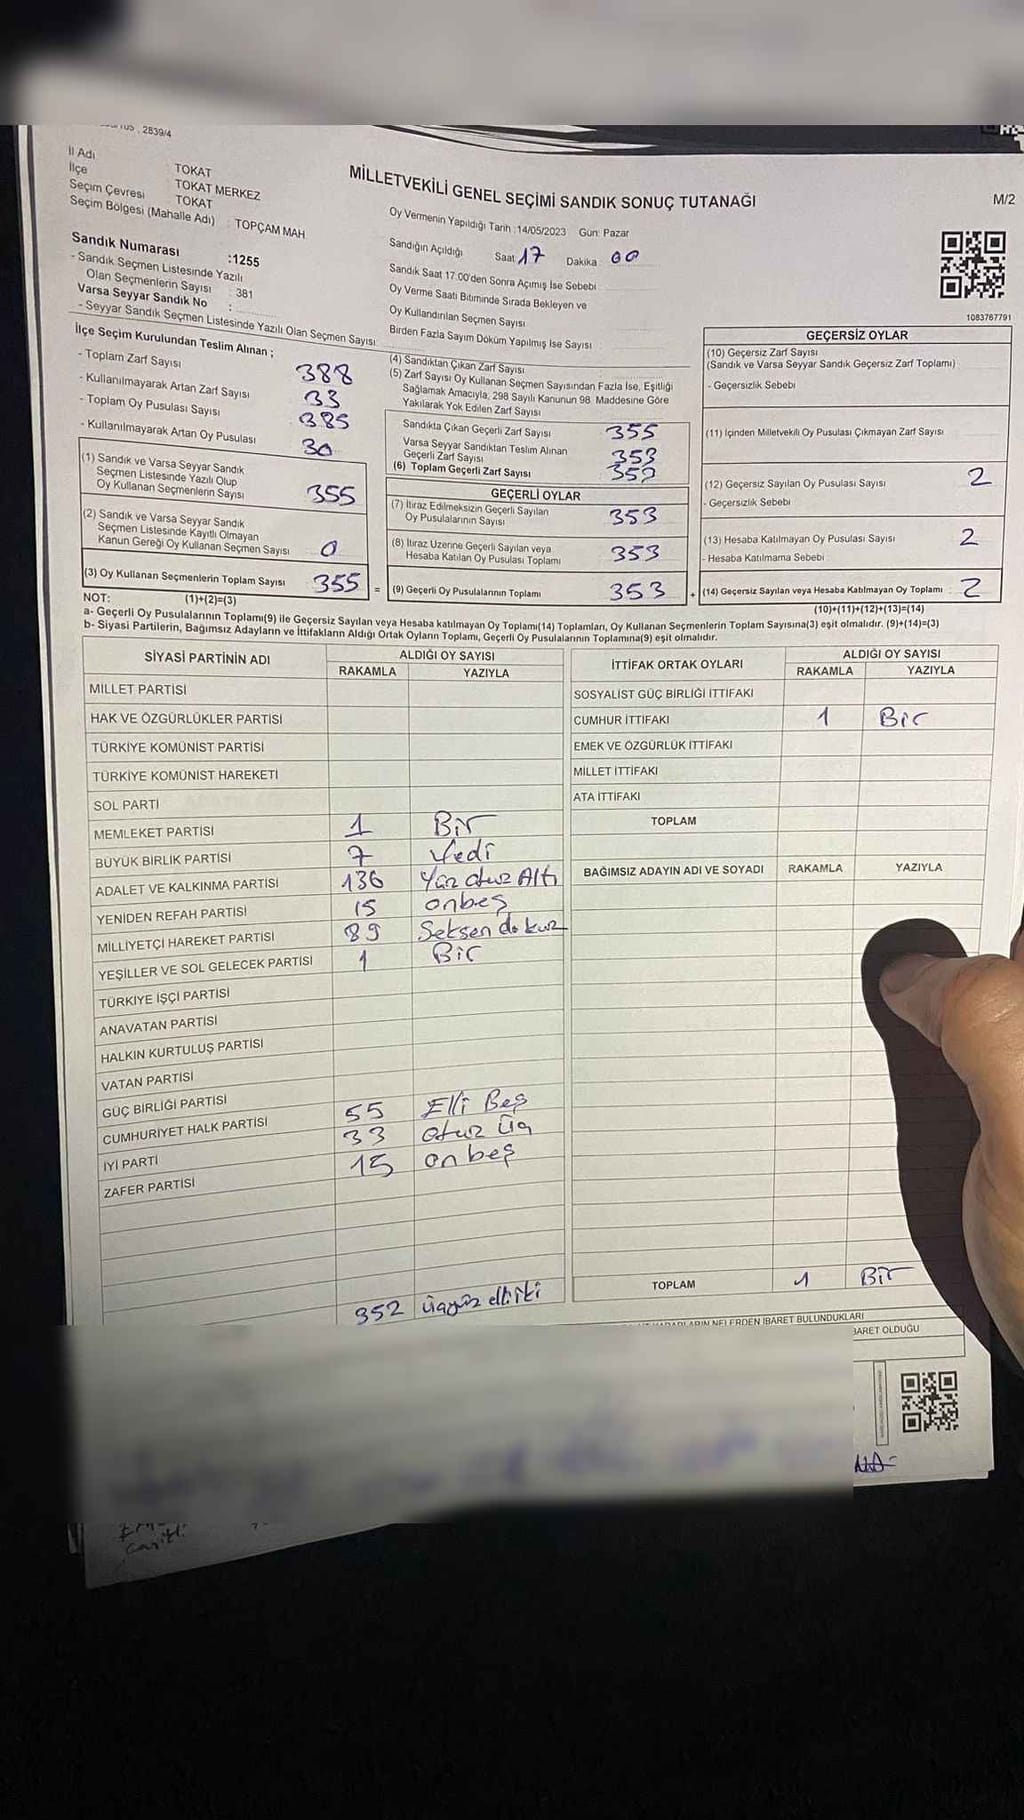 2839/4
İl Adı : TOKAT
İlçe : TOKAT MERKEZ
Seçim Çevresi : TOKAT
Seçim Bölgesi (Mahalle Adı) : TOPÇAM MAH
MİLLETVEKİLİ GENEL SEÇİMİ SANDIK SONUÇ TUTANAĞI
M/2
Oy Vermenin Yapıldığı Tarih :14/05/2023 Gün: Pazar
Sandığın Açıldığı Saat 17 Dakika 00
Sandık Saat 17.00'den Sonra Açımış İse Sebebi
Oy Verme Saati Bitiminde Sırada Bekleyen ve
Oy Kullandırılan Seçmen Sayısı
Birden Fazla Sayım Döküm Yapılmış İse Sayısı
Sandık Numarası :1255
- Sandık Seçmen Listesinde Yazılı
Olan Seçmenlerin Sayısı : 381
Varsa Seyyar Sandık No :
- Seyyar Sandık Seçmen Listesinde Yazılı Olan Seçmen Sayısı
1083767791
İlçe Seçim Kurulundan Teslim Alınan ;
- Toplam Zarf Sayısı 388
- Kullanılmayarak Artan Zarf Sayısı 33
- Toplam Oy Pusulası Sayısı 385
- Kullanılmayarak Artan Oy Pusulası 30
(1) Sandık ve Varsa Seyyar Sandık
Seçmen Listesinde Yazılı Olup
Oy Kullanan Seçmenlerin Sayısı 355
(2) Sandık ve Varsa Seyyar Sandık
Seçmen Listesinde Kayıtlı Olmayan
Kanun Gereği Oy Kullanan Seçmen Sayısı 0
(3) Oy Kullanan Seçmenlerin Toplam Sayısı 355 =
(4) Sandıktan Çıkan Zarf Sayısı
(5) Zarf Sayısı Oy Kullanan Seçmen Sayısından Fazla İse, Eşitliği
Sağlamak Amacıyla, 298 Sayılı Kanunun 98. Maddesine Göre
Yakılarak Yok Edilen Zarf Sayısı
Sandıkta Çıkan Geçerli Zarf Sayısı 355
Varsa Seyyar Sandıktan Teslim Alınan
Geçerli Zarf Sayısı 353
(6) Toplam Geçerli Zarf Sayısı
GEÇERLİ OYLAR
(7) İtiraz Edilmeksizin Geçerli Sayılan
Oy Pusulalarının Sayısı 353
(8) İtiraz Üzerine Geçerli Sayılan veya
Hesaba Katılan Oy Pusulası Toplamı 353
(9) Geçerli Oy Pusulalarının Toplamı 353 +
GEÇERSİZ OYLAR
(10) Geçersiz Zarf Sayısı
(Sandık ve Varsa Seyyar Sandık Geçersiz Zarf Toplamı)
- Geçersizlik Sebebi
(11) İçinden Milletvekili Oy Pusulası Çıkmayan Zarf Sayısı
(12) Geçersiz Sayılan Oy Pusulası Sayısı 2
- Geçersizlik Sebebi
(13) Hesaba Katılmayan Oy Pusulası Sayısı 2
- Hesaba Katılmama Sebebi
(14) Geçersiz Sayılan veya Hesaba Katılmayan Oy Toplamı 2
NOT: (1)+(2)=(3)
(10)+(11)+(12)+(13)=(14)
a- Geçerli Oy Pusulalarının Toplamı(9) ile Geçersiz Sayılan veya Hesaba katılmayan Oy Toplamı(14) Toplamları, Oy Kullanan Seçmenlerin Toplam Sayısına(3) eşit olmalıdır. (9)+(14)=(3)
b- Siyasi Partilerin, Bağımsız Adayların ve İttifakların Aldığı Ortak Oyların Toplamı, Geçerli Oy Pusulalarının Toplamına(9) eşit olmalıdır.
SİYASİ PARTİNİN ADI ALDIĞI OY SAYISI
RAKAMLA YAZIYLA
MİLLET PARTİSİ
HAK VE ÖZGÜRLÜKLER PARTİSİ
TÜRKİYE KOMÜNİST PARTİSİ
TÜRKİYE KOMÜNİST HAREKETİ
SOL PARTİ
MEMLEKET PARTİSİ 1 Bir
BÜYÜK BİRLİK PARTİSİ 7 Yedi
ADALET VE KALKINMA PARTİSİ 136 Yüz otuz Altı
YENİDEN REFAH PARTİSİ 15 onbeş
MİLLİYETÇİ HAREKET PARTİSİ 89 Seksen dokuz
YEŞİLLER VE SOL GELECEK PARTİSİ 1 Bir
TÜRKİYE İŞÇİ PARTİSİ
ANAVATAN PARTİSİ
HALKIN KURTULUŞ PARTİSİ
VATAN PARTİSİ
GÜÇ BİRLİĞİ PARTİSİ
CUMHURİYET HALK PARTİSİ 55 Elli Beş
İYİ PARTİ 33 otuz üç
ZAFER PARTİSİ 15 on beş
352 üçyüz elli iki
İTTİFAK ORTAK OYLARI ALDIĞI OY SAYISI
RAKAMLA YAZIYLA
SOSYALİST GÜÇ BİRLİĞİ İTTİFAKI
CUMHUR İTTİFAKI 1 Bir
EMEK VE ÖZGÜRLÜK İTTİFAKI
MİLLET İTTİFAKI
ATA İTTİFAKI
TOPLAM
BAĞIMSIZ ADAYIN ADI VE SOYADI RAKAMLA YAZIYLA
TOPLAM 1 Bir
NELERDEN İBARET BULUNDUKLARI
İBARET OLDUĞU